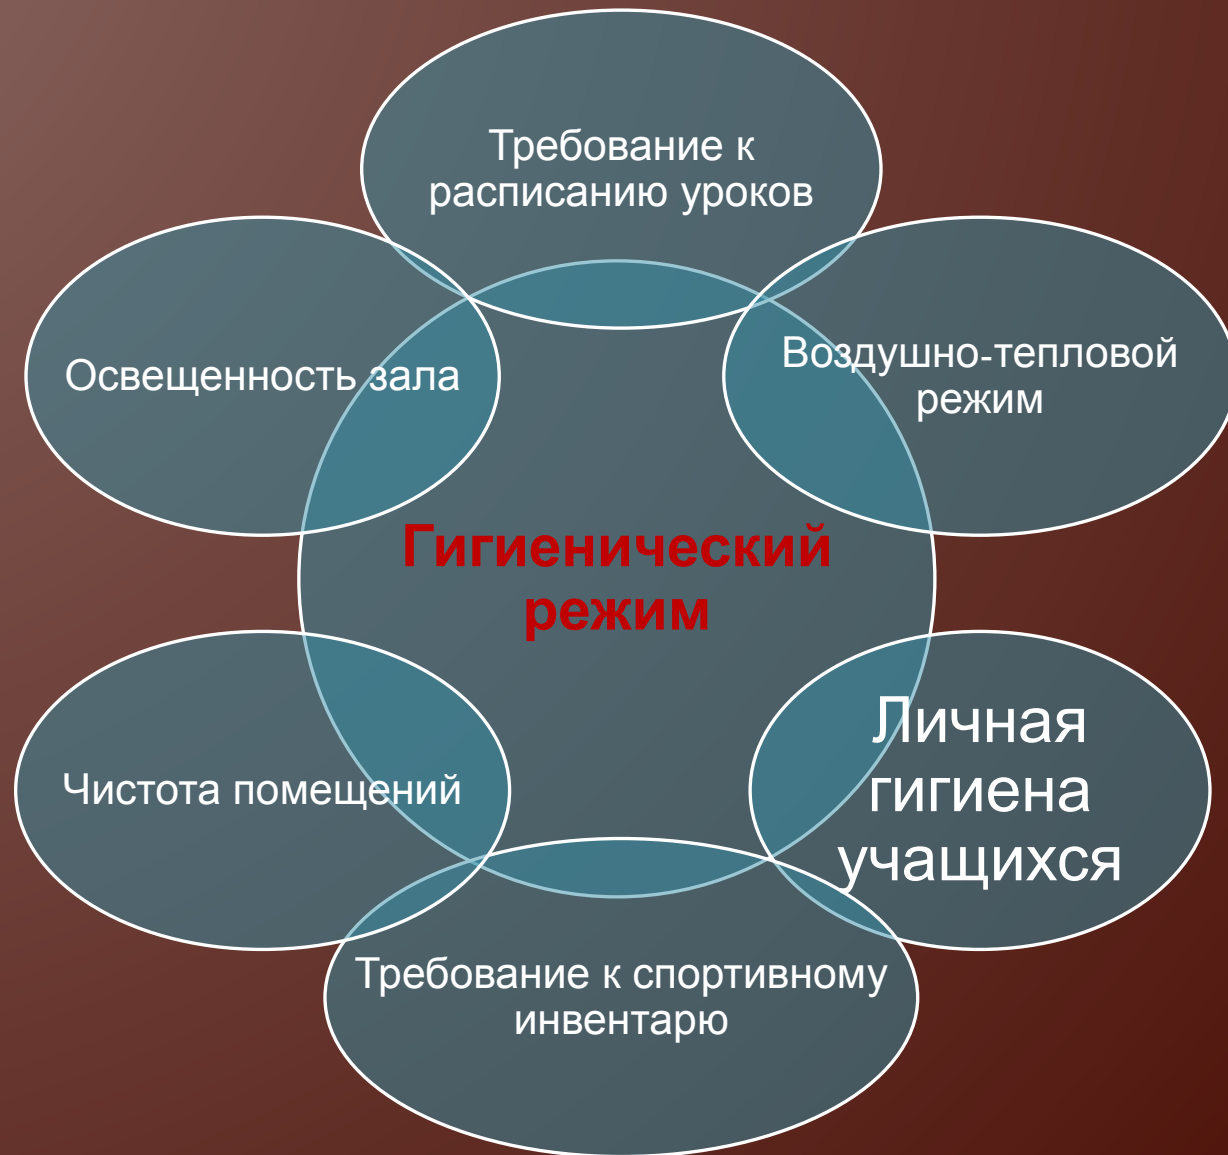 Требование к
расписанию уроков
Освещенность зала
Воздушно-тепловой
режим
Гигиенический
режим
Чистота помещений
Личная
гигиена
учащихся
Требование к спортивному
инвентарю